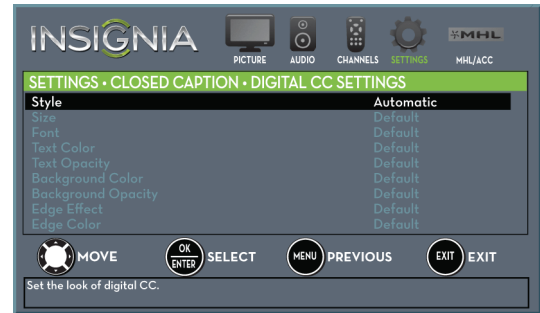 INSIGNIA
PICTURE AUDIO CHANNELS SETTINGS MHL MHL/ACC
SETTINGS • CLOSED CAPTION • DIGITAL CC SETTINGS
Style Automatic
Size Default
Font Default
Text Color Default
Text Opacity Default
Background Color Default
Background Opacity Default
Edge Effect Default
Edge Color Default
MOVE OK ENTER SELECT MENU PREVIOUS EXIT EXIT
Set the look of digital CC.